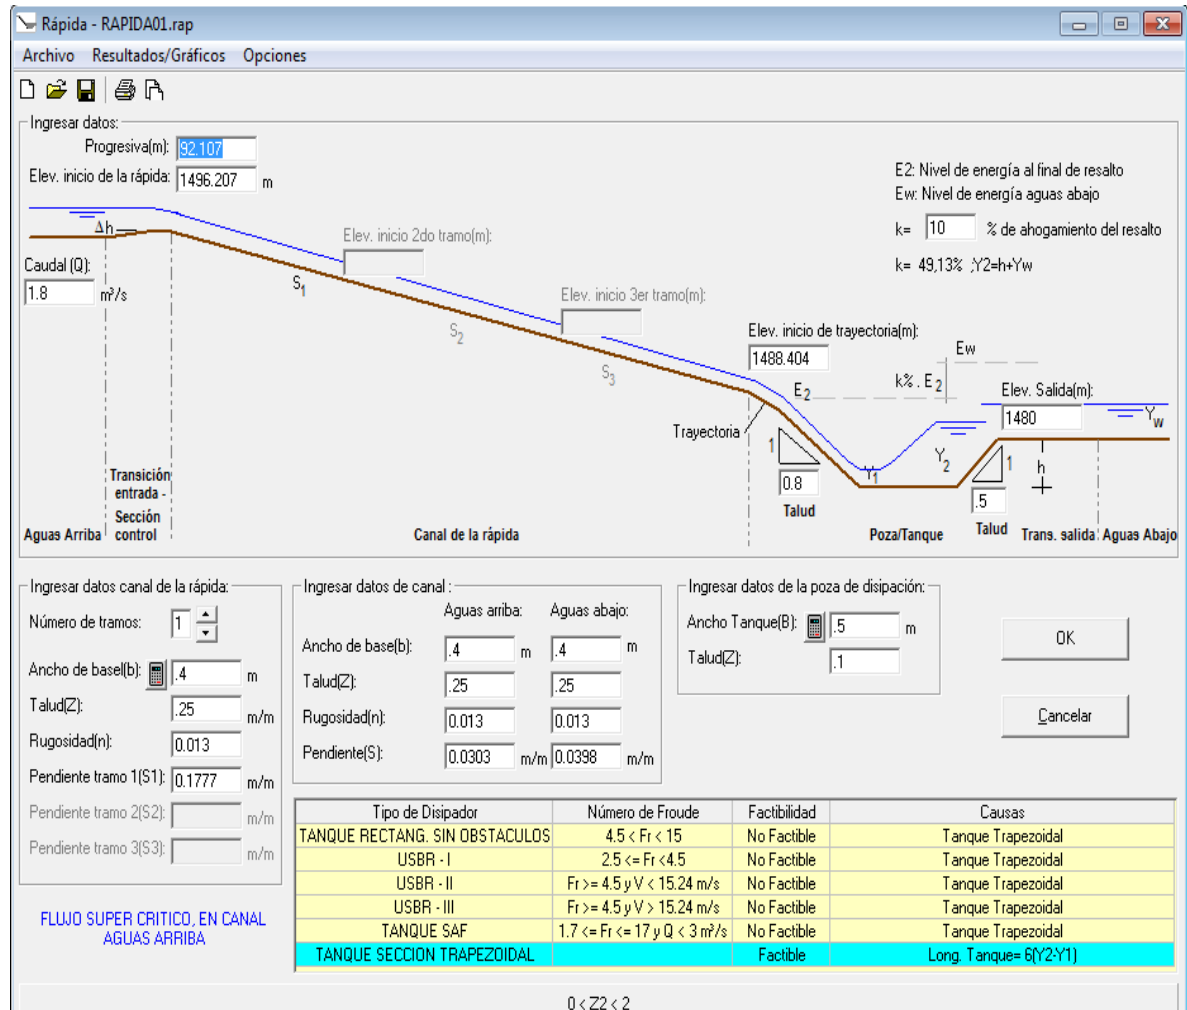 Rápida - RAPIDA01.rap
Archivo Resultados/Gráficos Opciones
Ingresar datos:
Progresiva(m): 92.107
Elev. inicio de la rápida: 1496.207 m
E2: Nivel de energía al final de resalto
Ew: Nivel de energía aguas abajo
k= 10 % de ahogamiento del resalto
k= 49,13% ;Y2=h+Yw
Δh
Elev. inicio 2do tramo(m):
Caudal (Q):
1.8 m³/s
S1
Elev. inicio 3er tramo(m):
S2
Elev. inicio de trayectoria(m):
1488.404
Ew
S3
E2
k% . E2
Elev. Salida(m):
1480
Yw
Trayectoria
1
0.8
Talud
Y1
Y2
1
.5
Talud
h
Transición entrada -
Sección control
Aguas Arriba
Canal de la rápida
Poza/Tanque
Trans. salida
Aguas Abajo
Ingresar datos canal de la rápida:
Número de tramos: 1
Ancho de basel(b): .4 m
Talud(Z): .25 m/m
Rugosidad(n): 0.013
Pendiente tramo 1(S1): 0.1777 m/m
Pendiente tramo 2(S2): m/m
Pendiente tramo 3(S3): m/m
FLUJO SUPER CRITICO, EN CANAL
AGUAS ARRIBA
Ingresar datos de canal :
Aguas arriba: Aguas abajo:
Ancho de base(b): .4 m .4 m
Talud(Z): .25 .25
Rugosidad(n): 0.013 0.013
Pendiente(S): 0.0303 m/m 0.0398 m/m
Ingresar datos de la poza de disipación:
Ancho Tanque(B): .5 m
Talud(Z): .1
OK
Cancelar
Tipo de Disipador Número de Froude Factibilidad Causas
TANQUE RECTANG. SIN OBSTACULOS 4.5 < Fr < 15 No Factible Tanque Trapezoidal
USBR - I 2.5 <= Fr <4.5 No Factible Tanque Trapezoidal
USBR - II Fr >= 4.5 y V < 15.24 m/s No Factible Tanque Trapezoidal
USBR - III Fr >= 4.5 y V > 15.24 m/s No Factible Tanque Trapezoidal
TANQUE SAF 1.7 <= Fr <= 17 y Q < 3 m³/s No Factible Tanque Trapezoidal
TANQUE SECCION TRAPEZOIDAL Factible Long. Tanque= 6(Y2-Y1)
0 < Z2 < 2